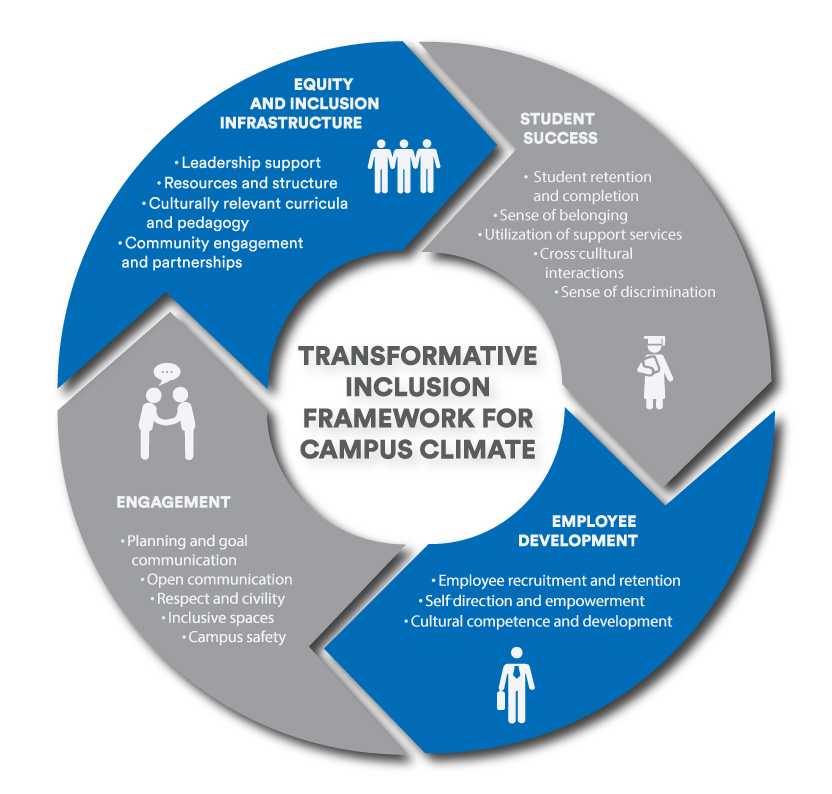 EQUITY
AND INCLUSION
INFRASTRUCTURE
• Leadership support
• Resources and structure
• Culturally relevant curricula
and pedagogy
• Community engagement
and partnerships
STUDENT
SUCCESS
• Student retention
and completion
• Sense of belonging
• Utilization of support services
• Cross-culltural
interactions
• Sense of discrimination
TRANSFORMATIVE
INCLUSION
FRAMEWORK FOR
CAMPUS CLIMATE
EMPLOYEE
DEVELOPMENT
• Employee recruitment and retention
• Self-direction and empowerment
• Cultural competence and development
ENGAGEMENT
• Planning and goal
communication
• Open communication
• Respect and civility
• Inclusive spaces
• Campus safety